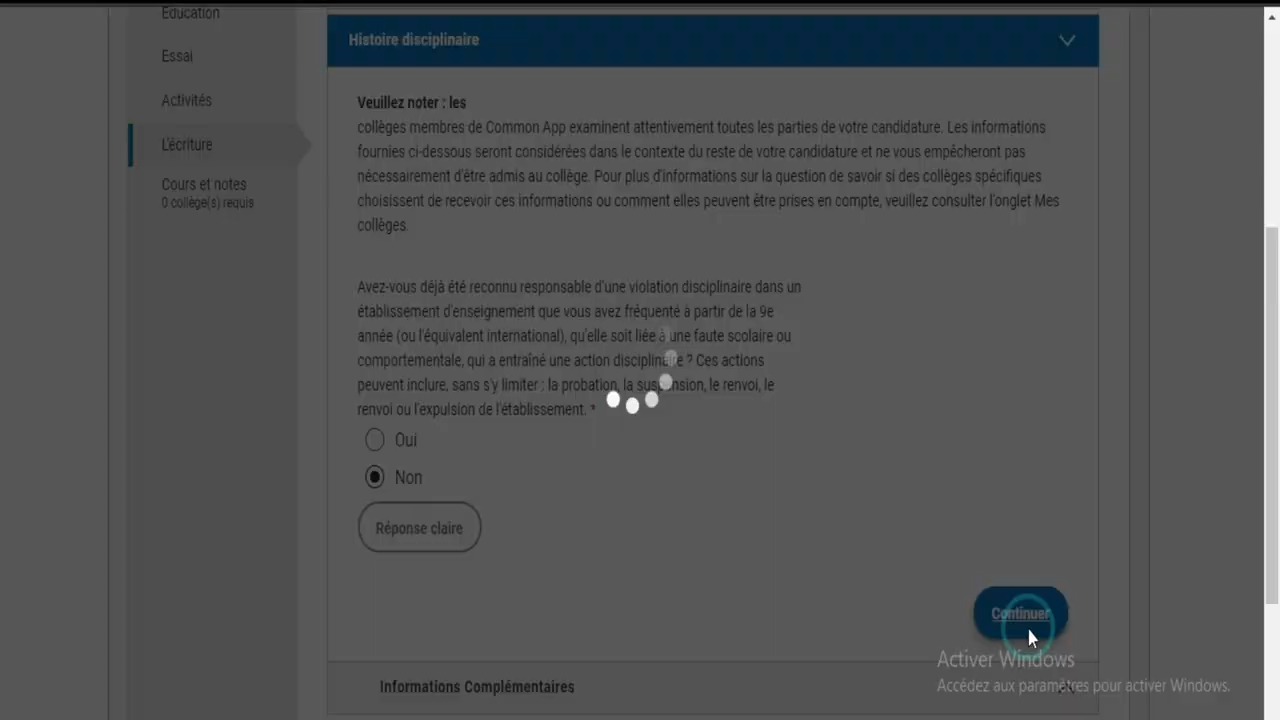 Education
Essai
Activités
L'écriture
Cours et notes
0 collège(s) requis
Histoire disciplinaire
Veuillez noter : les
collèges membres de Common App examinent attentivement toutes les parties de votre candidature. Les informations
fournies ci-dessous seront considérées dans le contexte du reste de votre candidature et ne vous empêcheront pas
nécessairement d'être admis au collège. Pour plus d'informations sur la question de savoir si des collèges spécifiques
choisissent de recevoir ces informations ou comment elles peuvent être prises en compte, veuillez consulter l'onglet Mes
collèges.
Avez-vous déjà été reconnu responsable d'une violation disciplinaire dans un
établissement d'enseignement que vous avez fréquenté à partir de la 9e
année (ou l'équivalent international), qu'elle soit liée à une faute scolaire ou
comportementale, qui a entraîné une action disciplinaire ? Ces actions
peuvent inclure, sans s'y limiter : la probation, la suspension, le renvoi, le
renvoi ou l'expulsion de l'établissement. *
Oui
Non
Réponse claire
Continuer
Informations Complémentaires
Activer Windows
Accédez aux paramètres pour activer Windows.